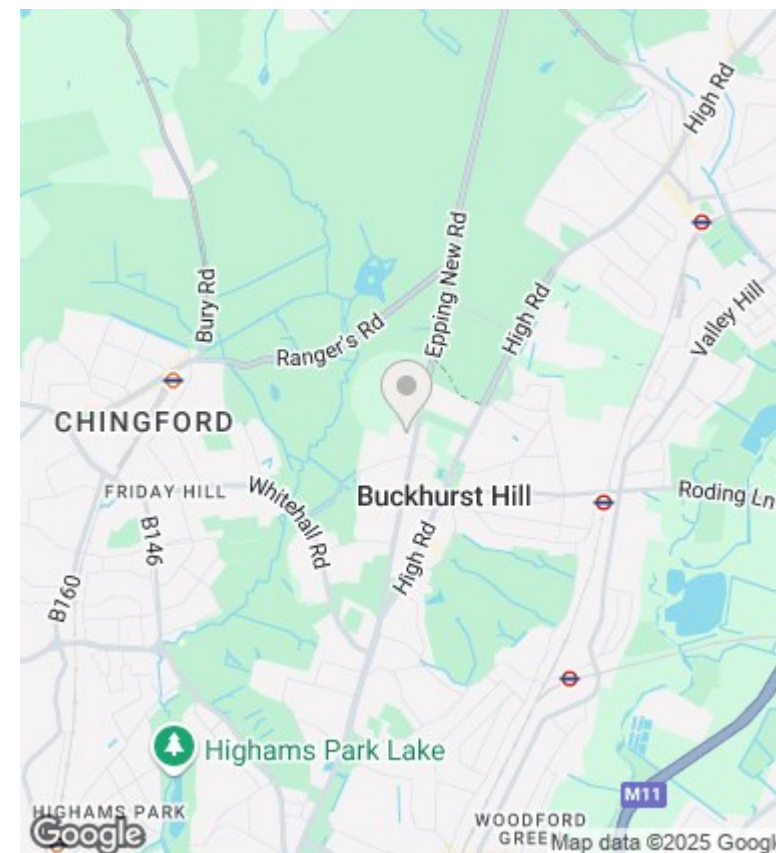 High Rd
Epping New Rd
Bury Rd
High Rd
Valley Hill
Ranger's Rd
CHINGFORD
FRIDAY HILL
Whitehall Rd
Buckhurst Hill
Roding Ln
B146
High Rd
B160
Highams Park Lake
M11
HIGHAMS PARK
WOODFORD
GREEN
Google
Map data ©2025 Googl